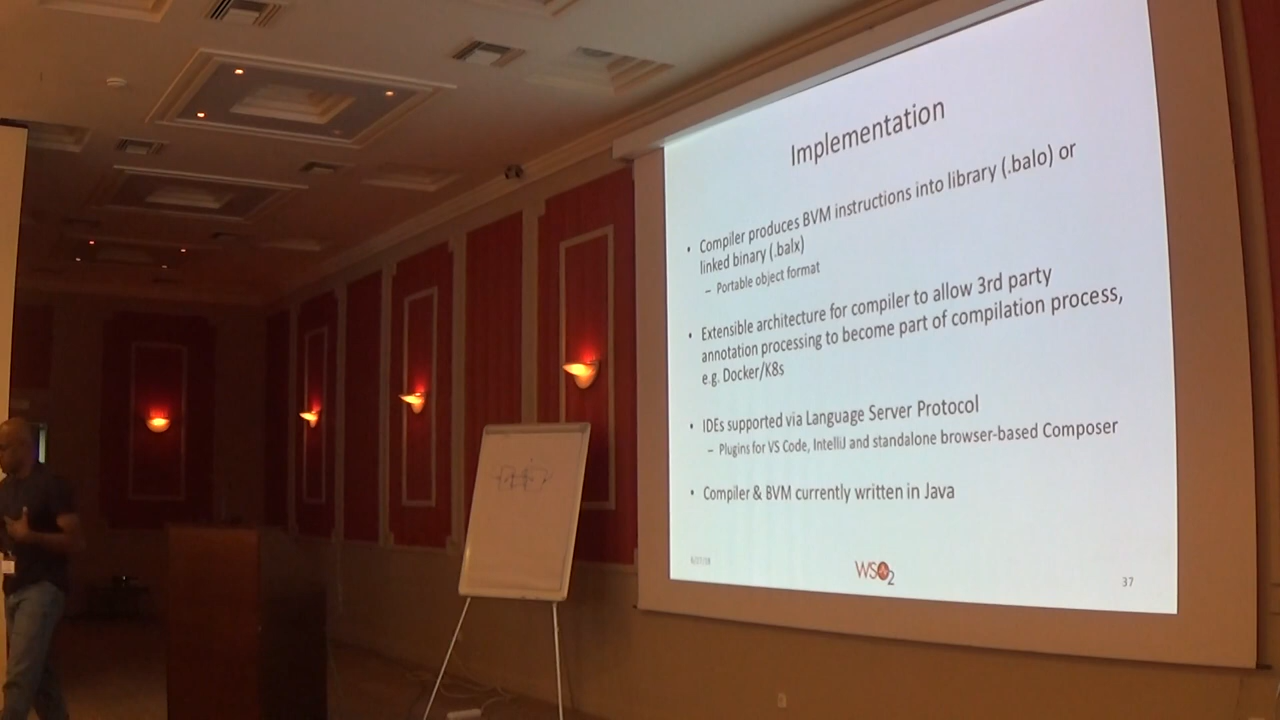 Implementation
• Compiler produces BVM instructions into library (.balo) or
linked binary (.balx)
– Portable object format
• Extensible architecture for compiler to allow 3rd party
annotation processing to become part of compilation process,
e.g. Docker/K8s
• IDEs supported via Language Server Protocol
– Plugins for VS Code, IntelliJ and standalone browser-based Composer
• Compiler & BVM currently written in Java
WSO2
37